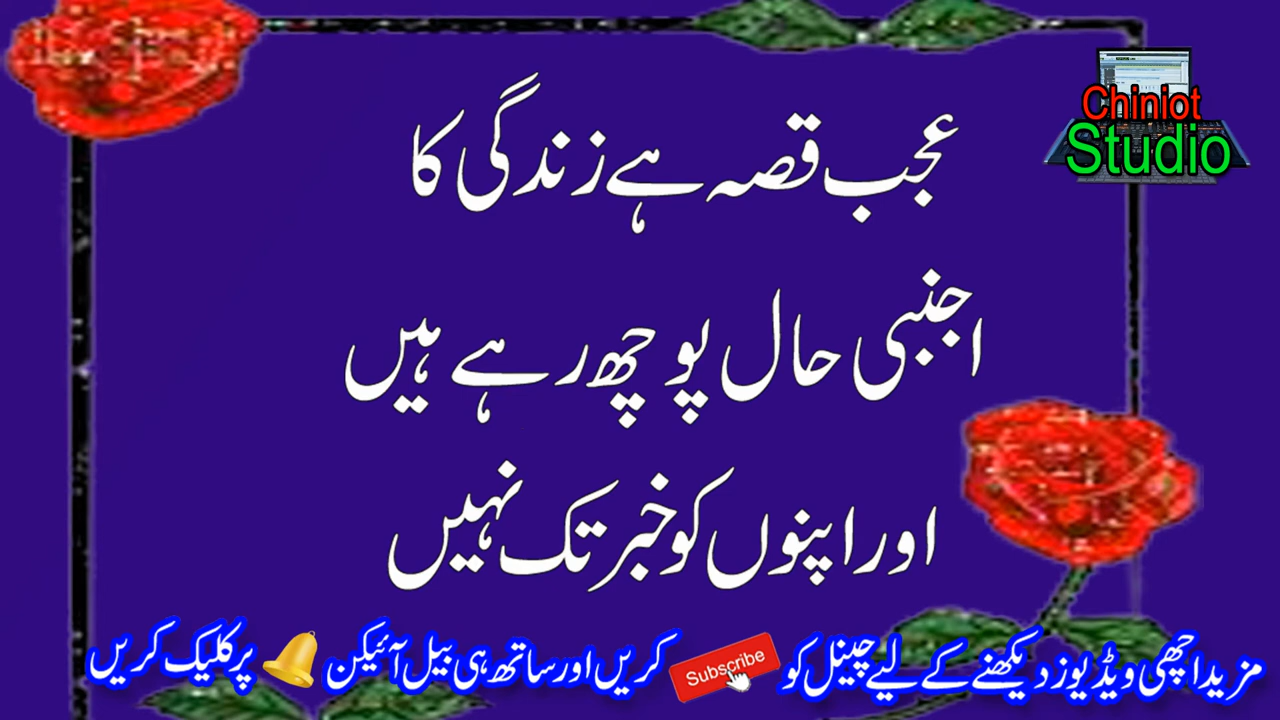 Chiniot
Studio
عجب قصہ ہے زندگی کا
اجنبی حال پوچھ رہے ہیں
اور اپنوں کو خبر تک نہیں
مزید اچھی ویڈیوز دیکھنے کے لیے چینل کو Subscribe کریں اور ساتھ ہی بیل آئیکن پر کلیک کریں